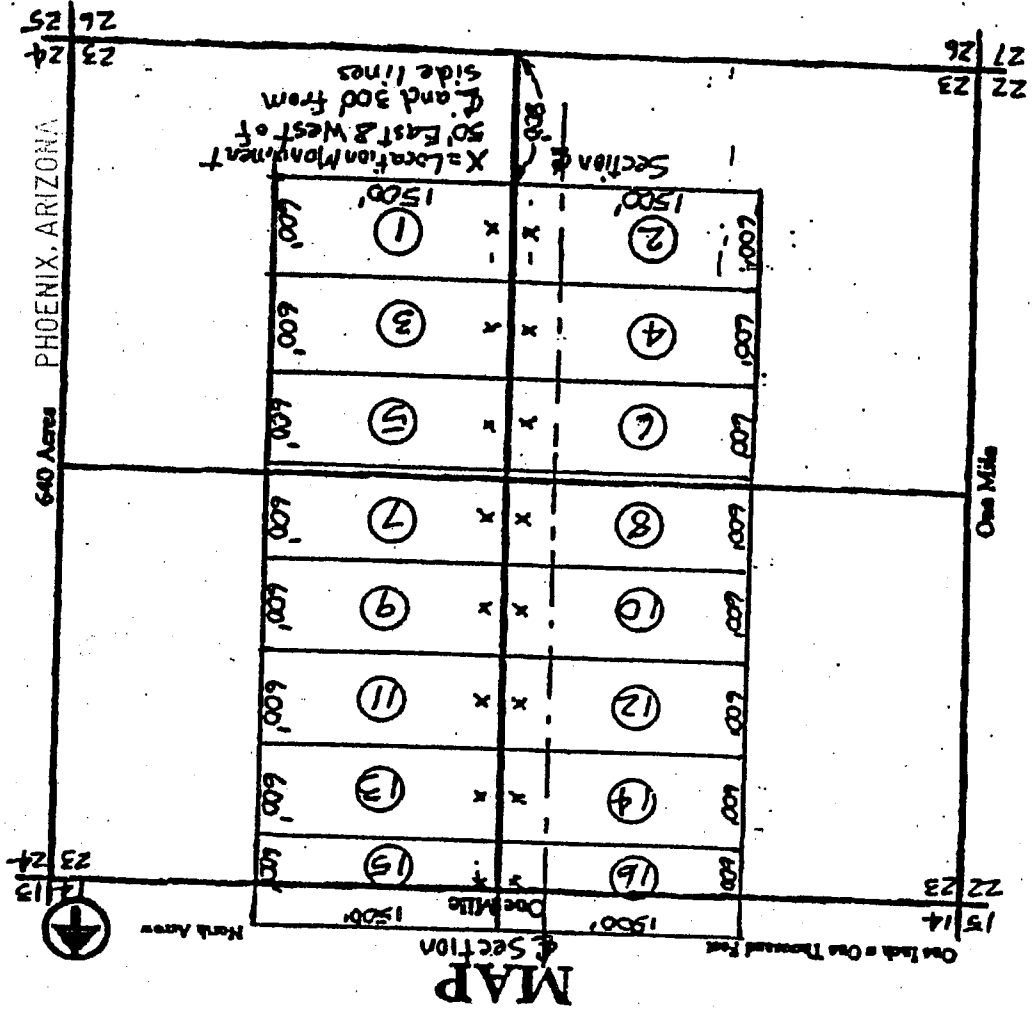 MAP
℄ Section
One Inch = One Thousand Feet
North Arrow
15 14
1500' 1500'
One Mile
14 13
22 23
23 24
600' 16 x x 15 600'
600' 14 x x 13 600'
600' 12 x x 11 600'
600' 10 x x 9 600'
600' 8 x x 7 600'
One Mile
640 Acres
PHOENIX, ARIZONA
600' 6 x x 5 600'
600' 4 x x 3 600'
600' 2 x x 1 600'
1500' 1500'
Section ℄
X=Location Monument
50' East & West of
℄ and 300' from
side lines
22 23
23 24
27 26
26 25